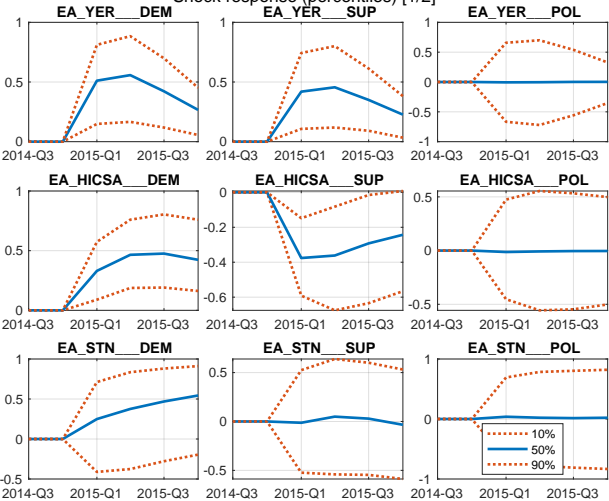 Shock response (percentiles) [1/2]
EA_YER___DEM EA_YER___SUP EA_YER___POL
1 1 1
0.5
0.5 0.5 0
-0.5
0 0 -1
2014-Q3 2015-Q1 2015-Q3 2014-Q3 2015-Q1 2015-Q3 2014-Q3 2015-Q1 2015-Q3
EA_HICSA___DEM EA_HICSA___SUP EA_HICSA___POL
1 0 0.5
-0.2
0.5 0
-0.4
0 -0.6 -0.5
2014-Q3 2015-Q1 2015-Q3 2014-Q3 2015-Q1 2015-Q3 2014-Q3 2015-Q1 2015-Q3
EA_STN___DEM EA_STN___SUP EA_STN___POL
1 1
0.5
0.5
0 0
0 10%
50%
-0.5 90%
-0.5 -1
2014-Q3 2015-Q1 2015-Q3 2014-Q3 2015-Q1 2015-Q3 2014-Q3 2015-Q1 2015-Q3